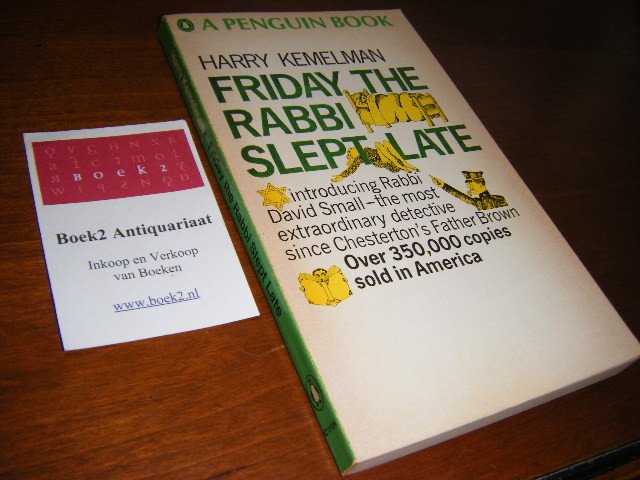 A PENGUIN BOOK
HARRY KEMELMAN
FRIDAY THE
RABBI
SLEPT LATE
introducing Rabbi
David Small–the most
extraordinary detective
since Chesterton's Father Brown
Over 350,000 copies
sold in America
Friday the Rabbi Slept Late
BOEK2
Boek2 Antiquariaat
Inkoop en Verkoop
van Boeken
www.boek2.nl